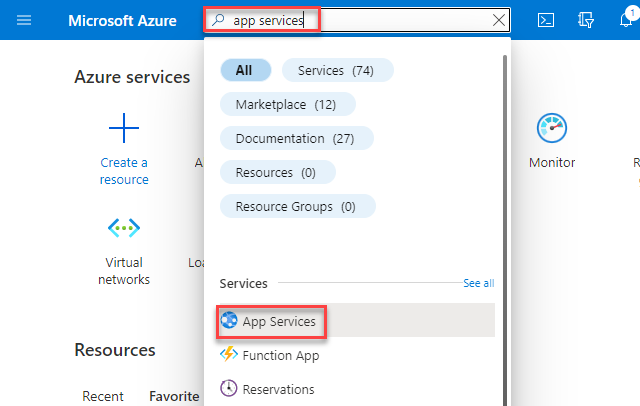 Microsoft Azure
app services
1
Azure services
All
Services (74)
Marketplace (12)
Documentation (27)
Resources (0)
Resource Groups (0)
Create a
resource
A
Monitor
R
Virtual
networks
Loa
Services
See all
App Services
Function App
Reservations
Resources
Recent
Favorite